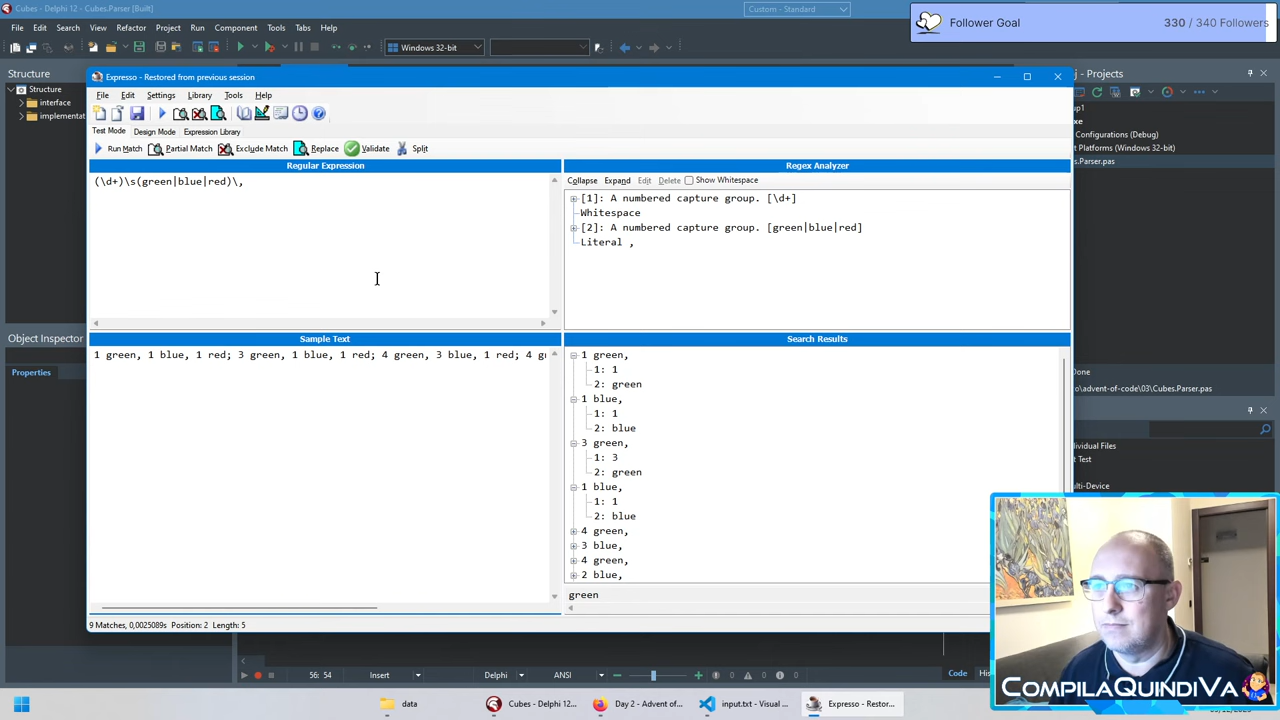 Cubes - Delphi 12 - Cubes.Parser [Built]
Custom - Standard
Follower Goal
330 / 340 Followers
File Edit Search View Refactor Project Run Component Tools Tabs Help
Windows 32-bit
Structure
Structure
interface
implementat
Expresso - Restored from previous session
File Edit Settings Library Tools Help
Test Mode Design Mode Expression Library
Run Match Partial Match Exclude Match Replace Validate Split
Regular Expression
(\d+)\s(green|blue|red)\,
Regex Analyzer
Collapse Expand Edit Delete Show Whitespace
[1]: A numbered capture group. [\d+]
Whitespace
[2]: A numbered capture group. [green|blue|red]
Literal ,
Sample Text
1 green, 1 blue, 1 red; 3 green, 1 blue, 1 red; 4 green, 3 blue, 1 red; 4 g
Search Results
1 green,
1: 1
2: green
1 blue,
1: 1
2: blue
3 green,
1: 3
2: green
1 blue,
1: 1
2: blue
4 green,
3 blue,
4 green,
2 blue,
green
9 Matches, 0,0025089s Position: 2 Length: 5
j - Projects
up1
xe
Configurations (Debug)
t Platforms (Windows 32-bit)
s.Parser.pas
Done
o\advent-of-code\03\Cubes.Parser.pas
dividual Files
t Test
ulti-Device
Object Inspector
Properties
56: 54
Insert
Delphi
ANSI
0
0
0
Code
His
data
Cubes - Delphi 12...
Day 2 - Advent of...
input.txt - Visual ...
Expresso - Restor...
COMPILAQUINDIVA